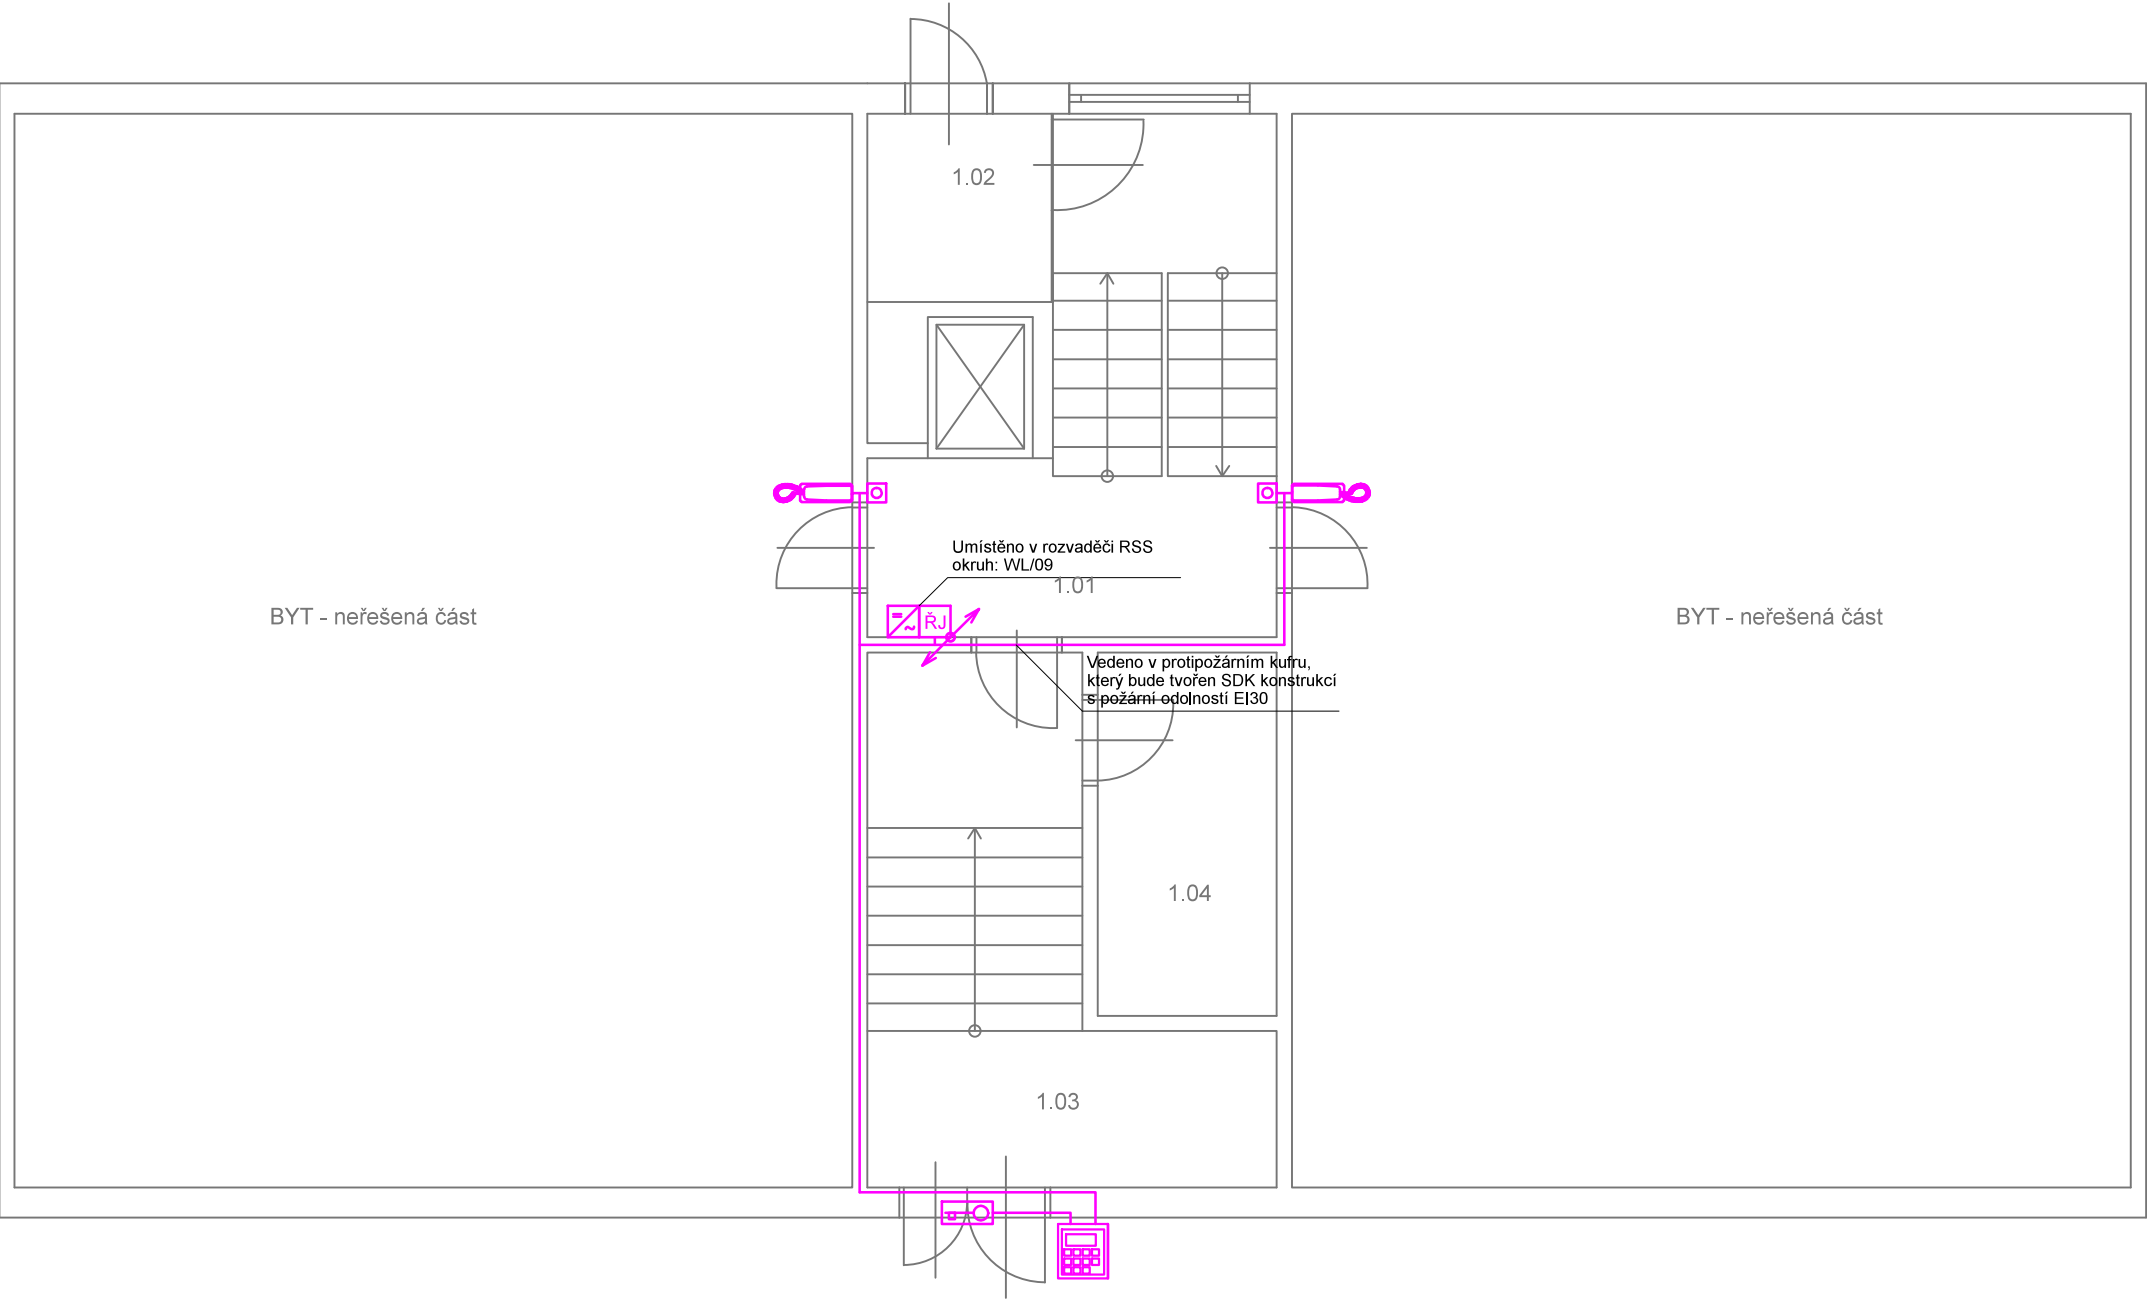 1.02
Umístěno v rozvaděči RSS
okruh: WL/09
1.01
BYT - neřešená část
ŘJ
BYT - neřešená část
Vedeno v protipožárním kufru,
který bude tvořen SDK konstrukcí
s požární odolností EI30
1.04
1.03